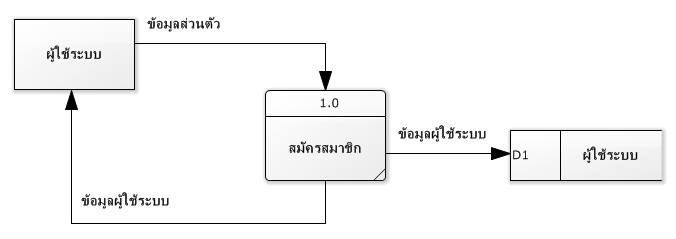 ข้อมูลส่วนตัว
ผู้ใช้ระบบ
1.0
สมัครสมาชิก
ข้อมูลผู้ใช้ระบบ
D1 ผู้ใช้ระบบ
ข้อมูลผู้ใช้ระบบ